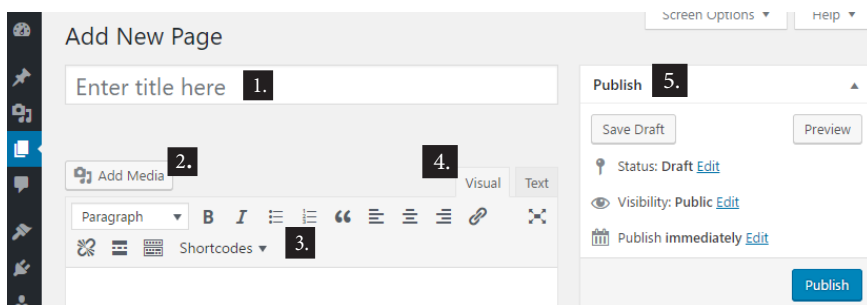 Screen Options ▼ Help ▼
Add New Page
Enter title here 1.
Publish 5.
Save Draft Preview
Add Media 2.
4.
Visual Text
Status: Draft Edit
Visibility: Public Edit
Publish immediately Edit
Paragraph ▼ B I
Shortcodes ▼ 3.
Publish